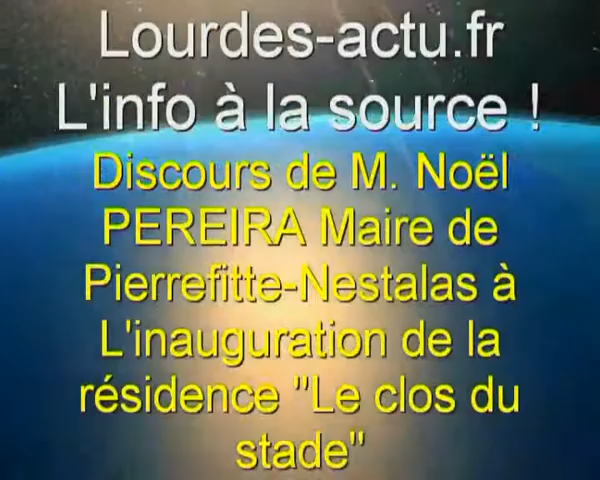 Lourdes-actu.fr
L'info à la source !
Discours de M. Noël
PEREIRA Maire de
Pierrefitte-Nestalas à
L'inauguration de la
résidence "Le clos du
stade"